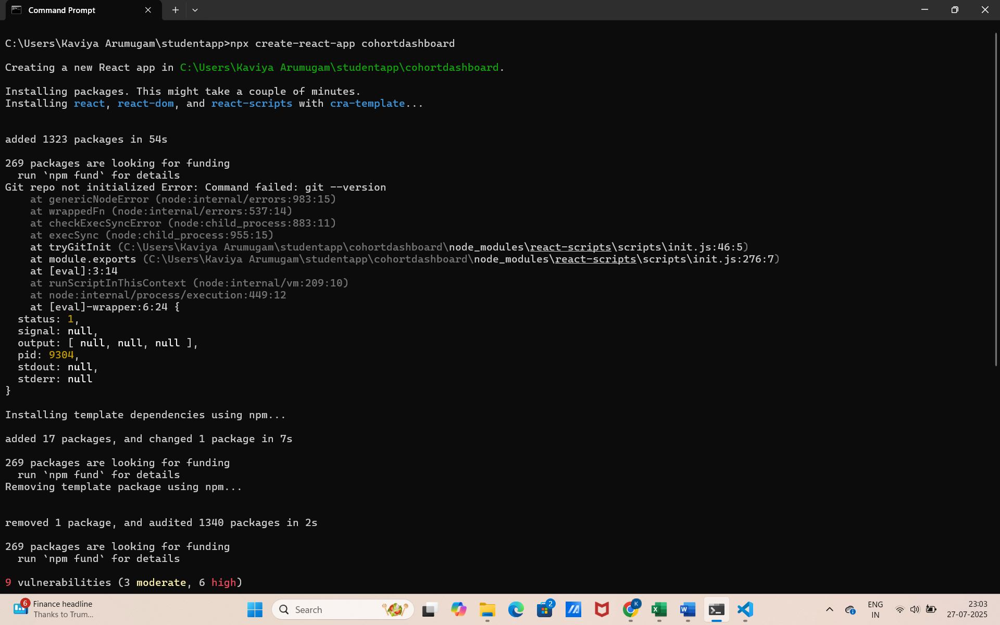 Command Prompt
C:\Users\Kaviya Arumugam\studentapp>npx create-react-app cohortdashboard
Creating a new React app in C:\Users\Kaviya Arumugam\studentapp\cohortdashboard.
Installing packages. This might take a couple of minutes.
Installing react, react-dom, and react-scripts with cra-template...
added 1323 packages in 54s
269 packages are looking for funding
  run `npm fund` for details
Git repo not initialized Error: Command failed: git --version
    at genericNodeError (node:internal/errors:983:15)
    at wrappedFn (node:internal/errors:537:14)
    at checkExecSyncError (node:child_process:883:11)
    at execSync (node:child_process:955:15)
    at tryGitInit (C:\Users\Kaviya Arumugam\studentapp\cohortdashboard\node_modules\react-scripts\scripts\init.js:46:5)
    at module.exports (C:\Users\Kaviya Arumugam\studentapp\cohortdashboard\node_modules\react-scripts\scripts\init.js:276:7)
    at [eval]:3:14
    at runScriptInThisContext (node:internal/vm:209:10)
    at node:internal/process/execution:449:12
    at [eval]-wrapper:6:24 {
  status: 1,
  signal: null,
  output: [ null, null, null ],
  pid: 9304,
  stdout: null,
  stderr: null
}
Installing template dependencies using npm...
added 17 packages, and changed 1 package in 7s
269 packages are looking for funding
  run `npm fund` for details
Removing template package using npm...
removed 1 package, and audited 1340 packages in 2s
269 packages are looking for funding
  run `npm fund` for details
9 vulnerabilities (3 moderate, 6 high)
6
Finance headline
Thanks to Trum...
Search
2
K
ENG
IN
23:03
27-07-2025